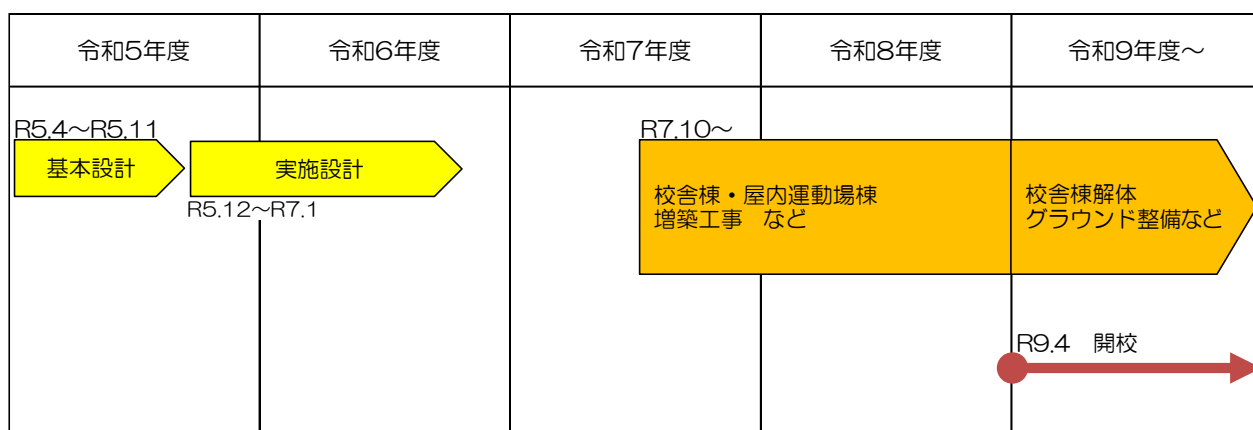 令和5年度
令和6年度
令和7年度
令和8年度
令和9年度～
R5.4～R5.11
基本設計
実施設計
R5.12～R7.1
R7.10～
校舎棟・屋内運動場棟
増築工事　など
校舎棟解体
グラウンド整備など
R9.4　開校